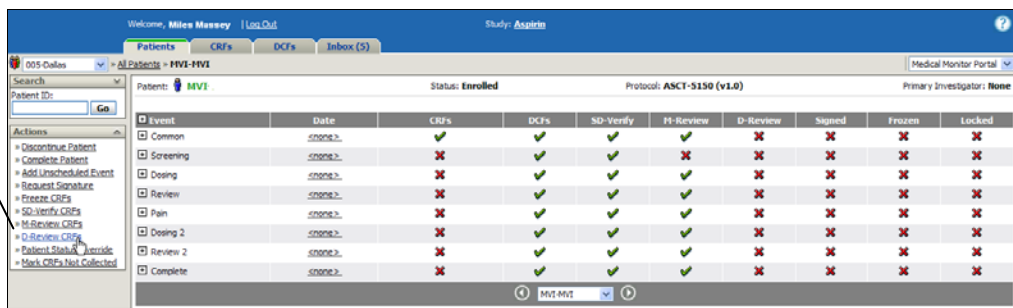 Welcome, Miles Massey | Log Out Study: Aspirin ?
Patients CRFs DCFs Inbox (5)
005-Dallas » All Patients » MVI-MVI Medical Monitor Portal
Search
Patient ID:
Go
Actions
» Discontinue Patient
» Complete Patient
» Add Unscheduled Event
» Request Signature
» Freeze CRFs
» SD-Verify CRFs
» M-Review CRFs
» D-Review CRFs
» Patient Status Override
» Mark CRFs Not Collected
Patient: MVI- Status: Enrolled Protocol: ASCT-5150 (v1.0) Primary Investigator: None
Event Date CRFs DCFs SD-Verify M-Review D-Review Signed Frozen Locked
Common <none>
Screening <none>
Dosing <none>
Review <none>
Pain <none>
Dosing 2 <none>
Review 2 <none>
Complete <none>
MVI-MVI